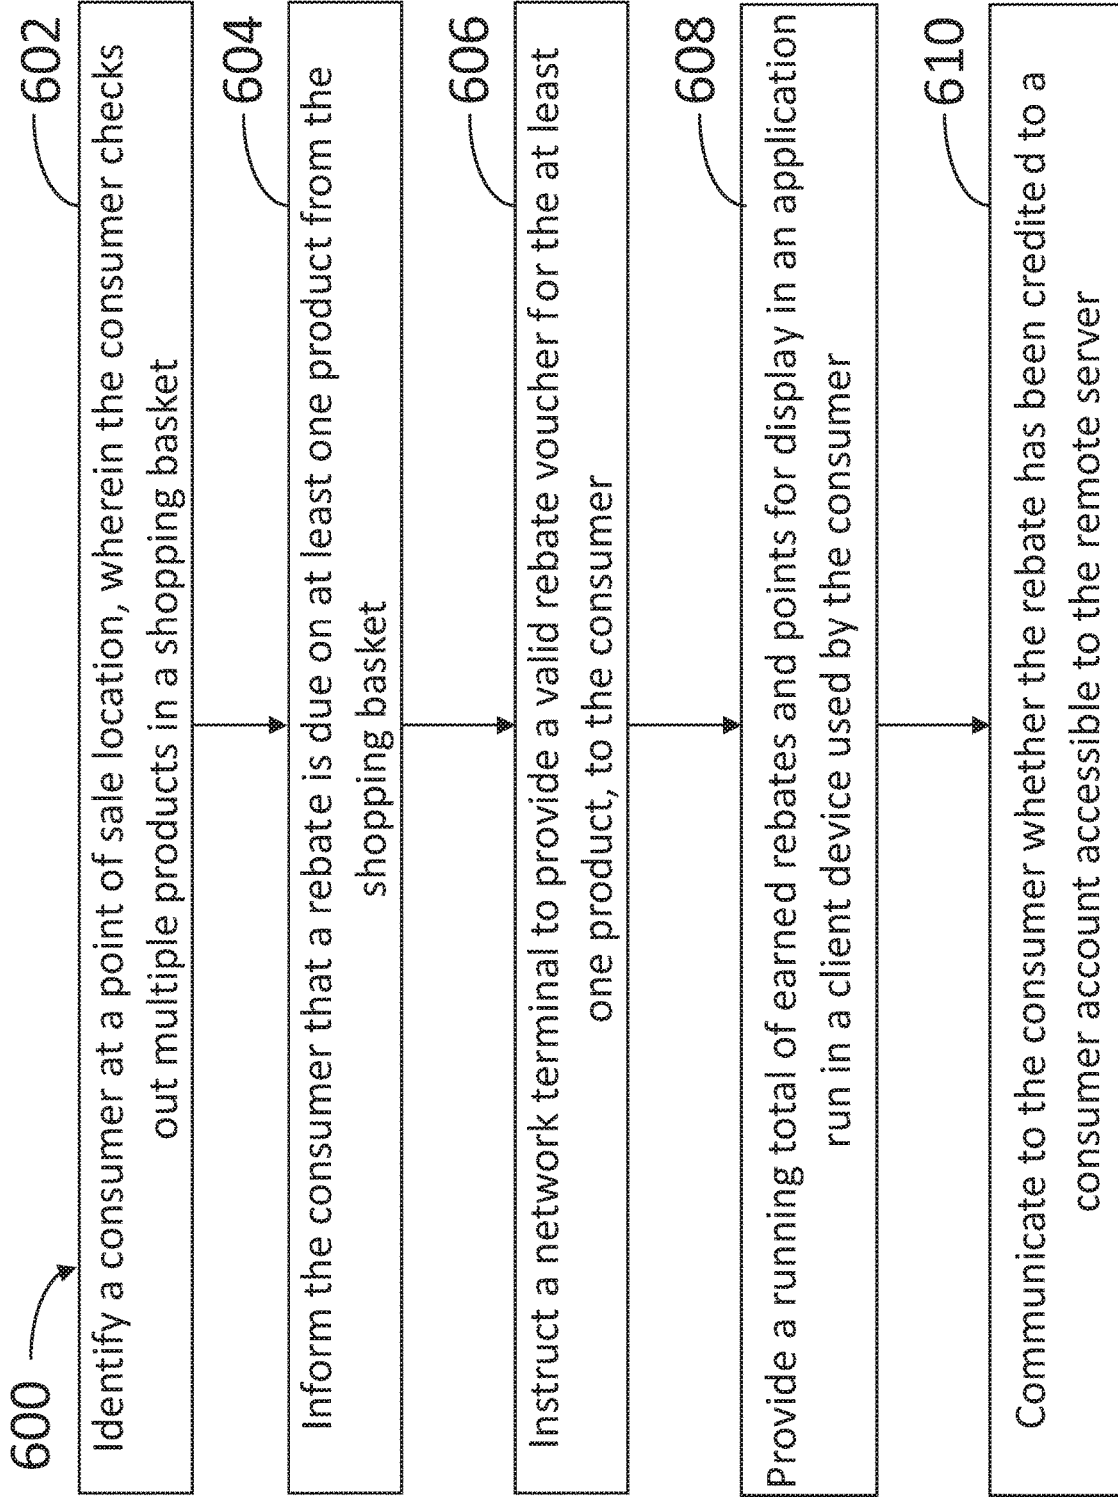 600
602
Identify a consumer at a point of sale location, wherein the consumer checks
out multiple products in a shopping basket
604
Inform the consumer that a rebate is due on at least one product from the
shopping basket
606
Instruct a network terminal to provide a valid rebate voucher for the at least
one product, to the consumer
608
Provide a running total of earned rebates and points for display in an application
run in a client device used by the consumer
610
Communicate to the consumer whether the rebate has been credited to a
consumer account accessible to the remote server